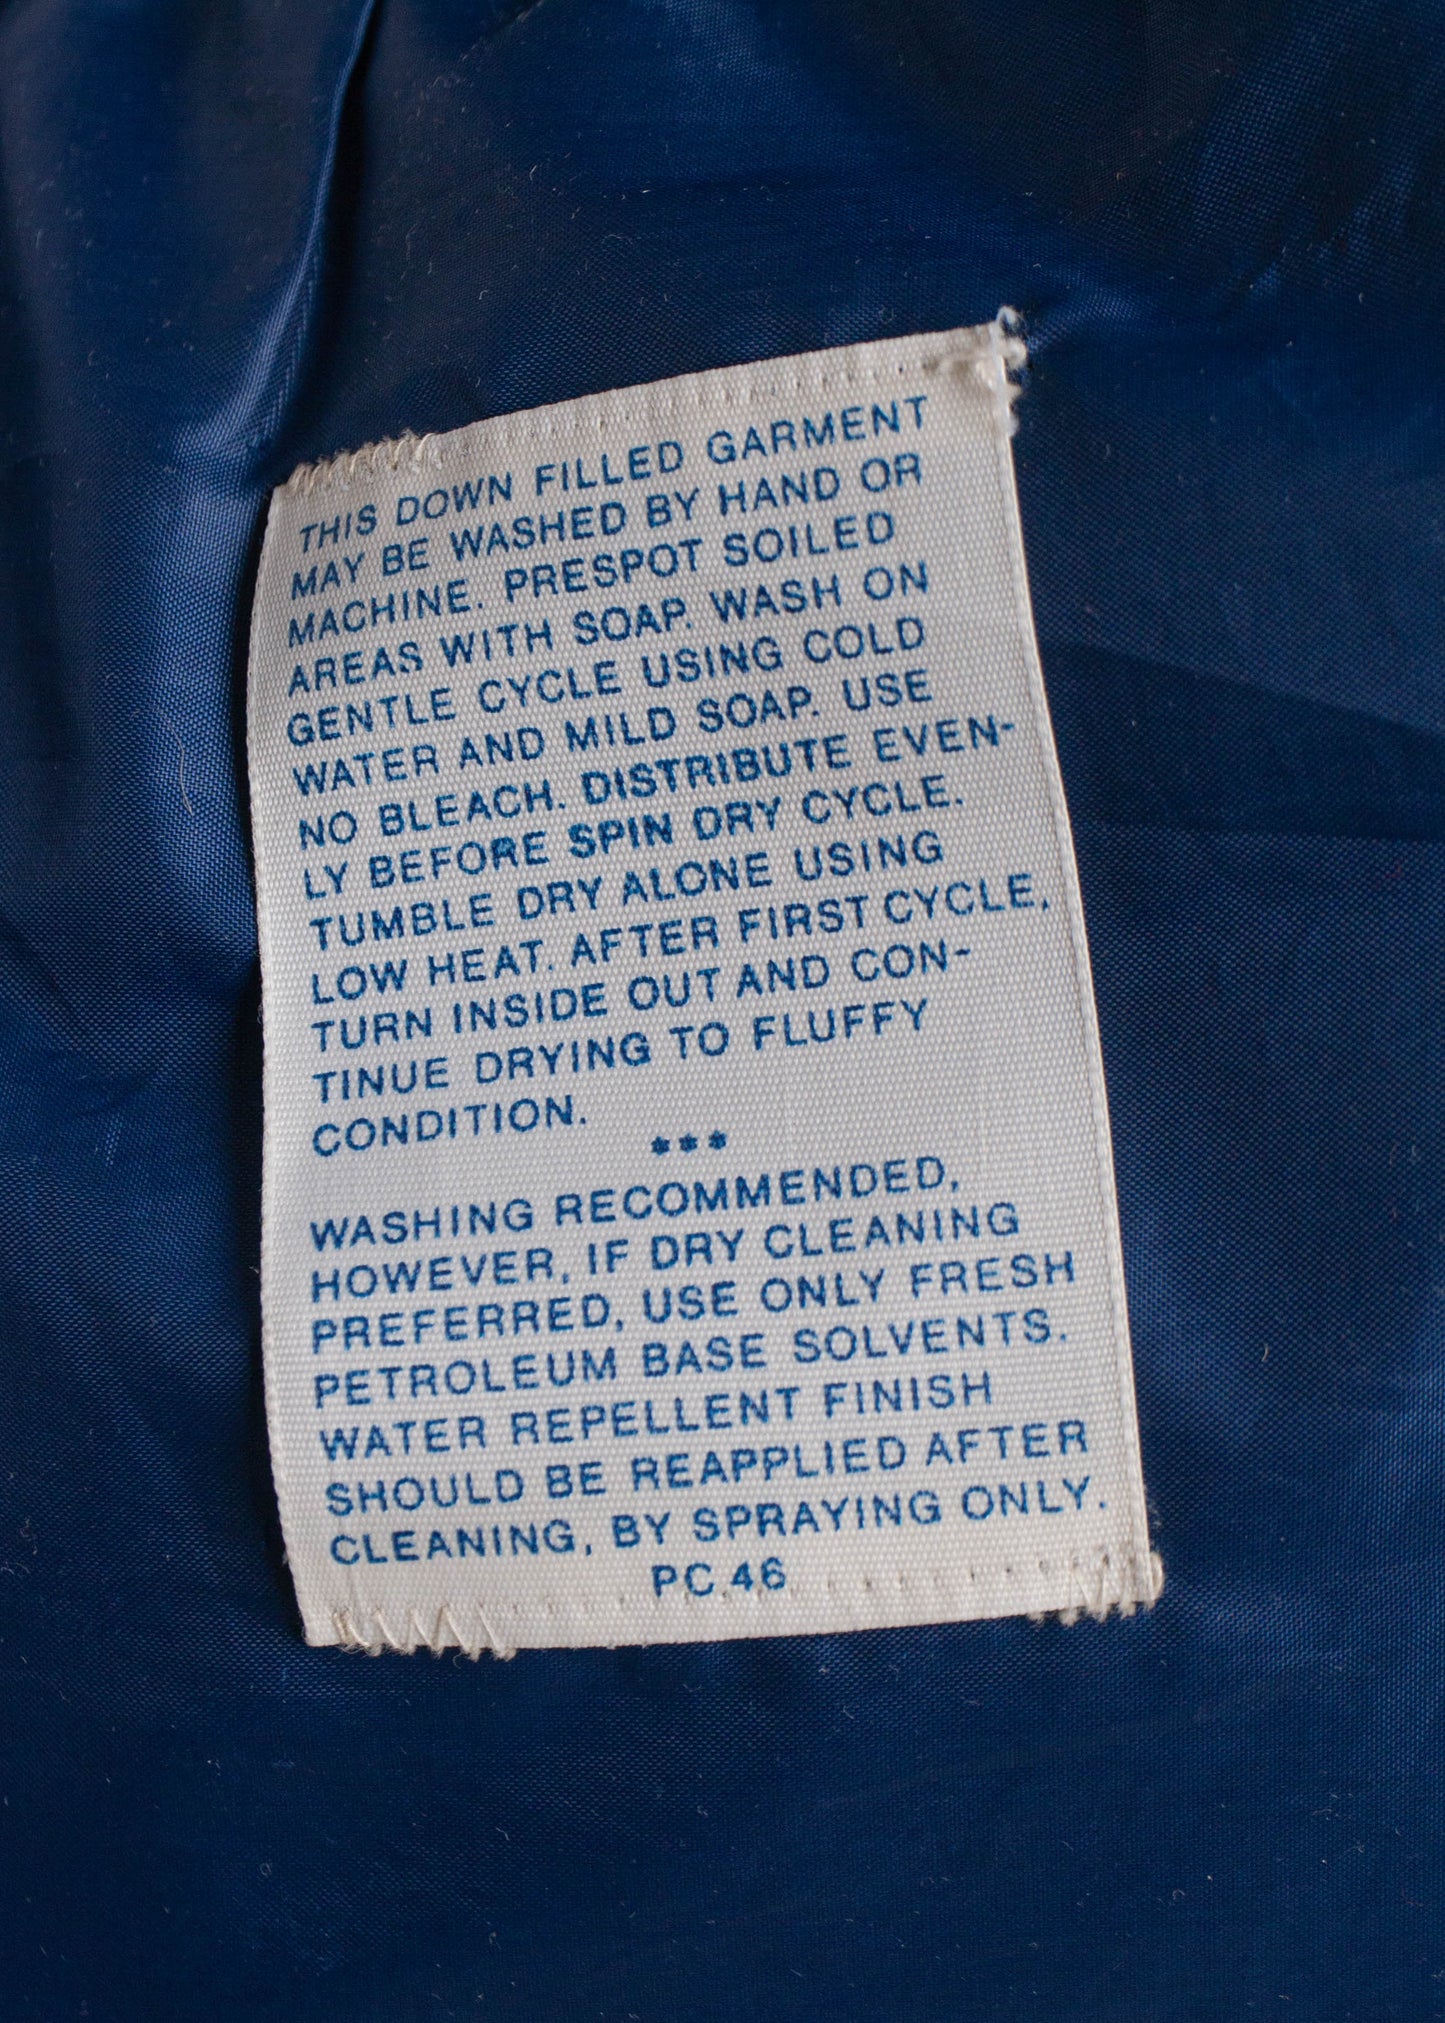 THIS DOWN FILLED GARMENT
MAY BE WASHED BY HAND OR
MACHINE. PRESPOT SOILED
AREAS WITH SOAP. WASH ON
GENTLE CYCLE USING COLD
WATER AND MILD SOAP. USE
NO BLEACH. DISTRIBUTE EVEN-
LY BEFORE SPIN DRY CYCLE.
TUMBLE DRY ALONE USING
LOW HEAT. AFTER FIRST CYCLE,
TURN INSIDE OUT AND CON-
TINUE DRYING TO FLUFFY
CONDITION.
***
WASHING RECOMMENDED,
HOWEVER, IF DRY CLEANING
PREFERRED, USE ONLY FRESH
PETROLEUM BASE SOLVENTS.
WATER REPELLENT FINISH
SHOULD BE REAPPLIED AFTER
CLEANING, BY SPRAYING ONLY.
PC 46